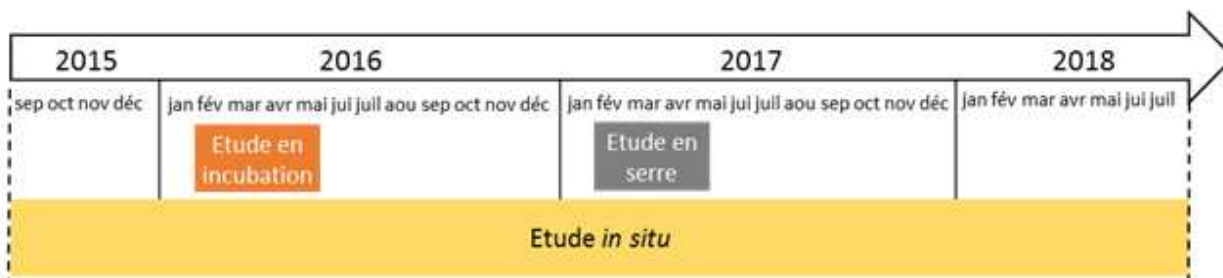 2015 2016 2017 2018
sep oct nov déc jan fév mar avr mai jui juil aou sep oct nov déc jan fév mar avr mai jui juil aou sep oct nov déc jan fév mar avr mai jui juil
Etude en
incubation
Etude en
serre
Etude in situ